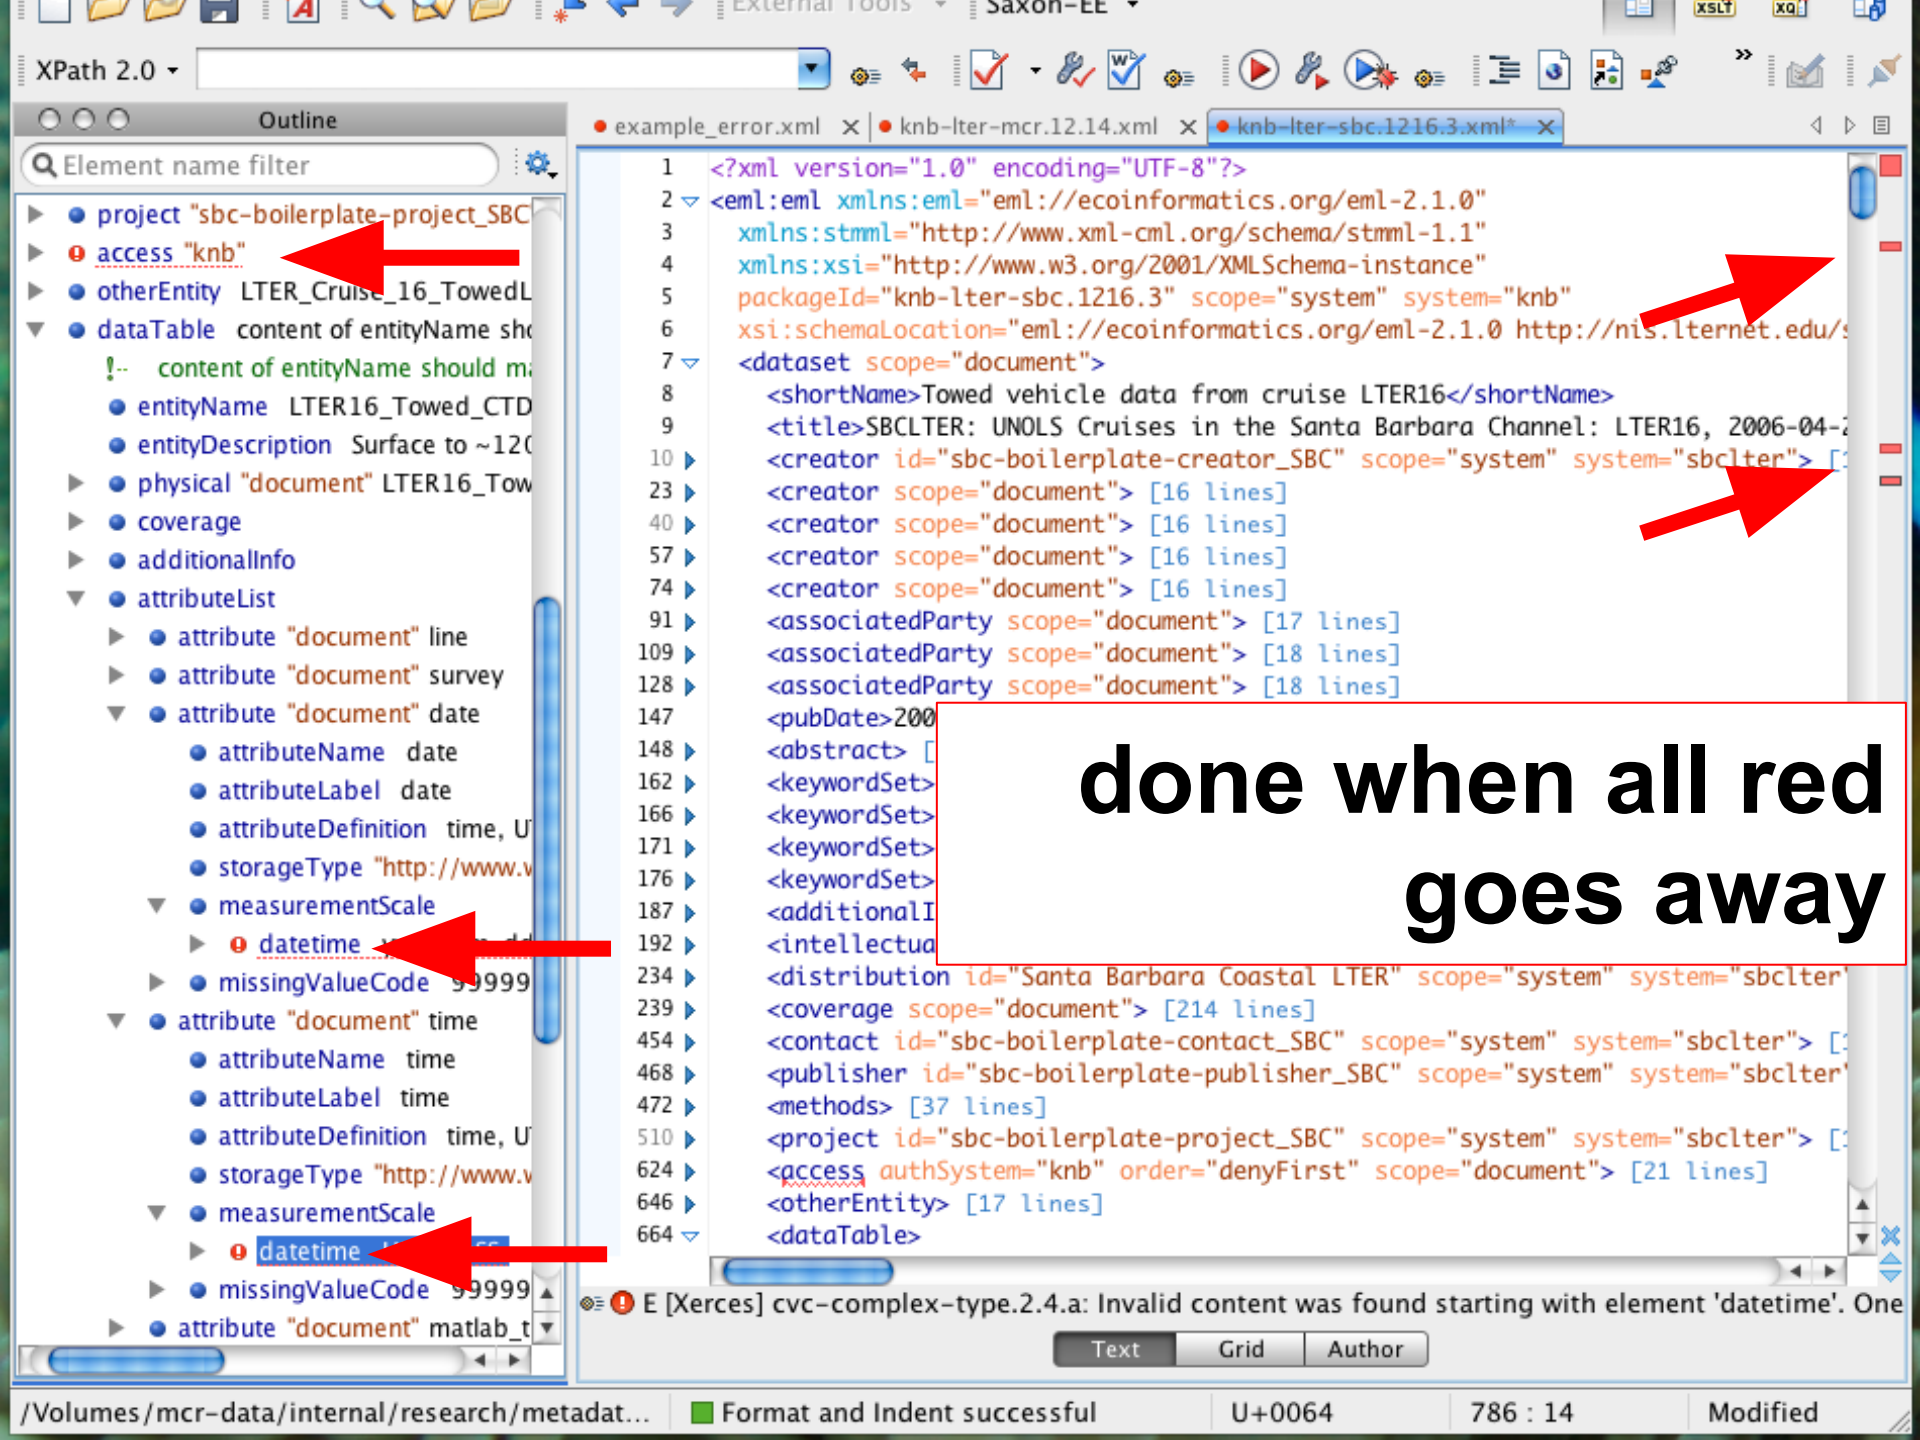 External Tools Saxon-EE
XSLT XQ
XPath 2.0
Outline
example_error.xml knb-lter-mcr.12.14.xml knb-lter-sbc.1216.3.xml*
Element name filter
project "sbc-boilerplate-project_SBC
access "knb"
otherEntity LTER_Cruise_16_TowedL
dataTable content of entityName sho
content of entityName should ma
entityName LTER16_Towed_CTD
entityDescription Surface to ~120
physical "document" LTER16_Tow
coverage
additionalInfo
attributeList
attribute "document" line
attribute "document" survey
attribute "document" date
attributeName date
attributeLabel date
attributeDefinition time, U
storageType "http://www.w
measurementScale
datetime
missingValueCode 99999
attribute "document" time
attributeName time
attributeLabel time
attributeDefinition time, U
storageType "http://www.w
measurementScale
datetime
missingValueCode 99999
attribute "document" matlab_t
1 <?xml version="1.0" encoding="UTF-8"?>
2 <eml:eml xmlns:eml="eml://ecoinformatics.org/eml-2.1.0"
3 xmlns:stmml="http://www.xml-cml.org/schema/stmml-1.1"
4 xmlns:xsi="http://www.w3.org/2001/XMLSchema-instance"
5 packageId="knb-lter-sbc.1216.3" scope="system" system="knb"
6 xsi:schemaLocation="eml://ecoinformatics.org/eml-2.1.0 http://nis.lternet.edu/s
7 <dataset scope="document">
8 <shortName>Towed vehicle data from cruise LTER16</shortName>
9 <title>SBCLTER: UNOLS Cruises in the Santa Barbara Channel: LTER16, 2006-04-2
10 <creator id="sbc-boilerplate-creator_SBC" scope="system" system="sbclter"> [1
23 <creator scope="document"> [16 lines]
40 <creator scope="document"> [16 lines]
57 <creator scope="document"> [16 lines]
74 <creator scope="document"> [16 lines]
91 <associatedParty scope="document"> [17 lines]
109 <associatedParty scope="document"> [18 lines]
128 <associatedParty scope="document"> [18 lines]
147 <pubDate>200
148 <abstract> [
162 <keywordSet>
166 <keywordSet>
171 <keywordSet>
176 <keywordSet>
187 <additionalI
192 <intellectua
234 <distribution id="Santa Barbara Coastal LTER" scope="system" system="sbclter"
239 <coverage scope="document"> [214 lines]
454 <contact id="sbc-boilerplate-contact_SBC" scope="system" system="sbclter"> [1
468 <publisher id="sbc-boilerplate-publisher_SBC" scope="system" system="sbclter"
472 <methods> [37 lines]
510 <project id="sbc-boilerplate-project_SBC" scope="system" system="sbclter"> [1
624 <access authSystem="knb" order="denyFirst" scope="document"> [21 lines]
646 <otherEntity> [17 lines]
664 <dataTable>
done when all red
goes away
E [Xerces] cvc-complex-type.2.4.a: Invalid content was found starting with element 'datetime'. One
Text Grid Author
/Volumes/mcr-data/internal/research/metadat... Format and Indent successful U+0064 786 : 14 Modified